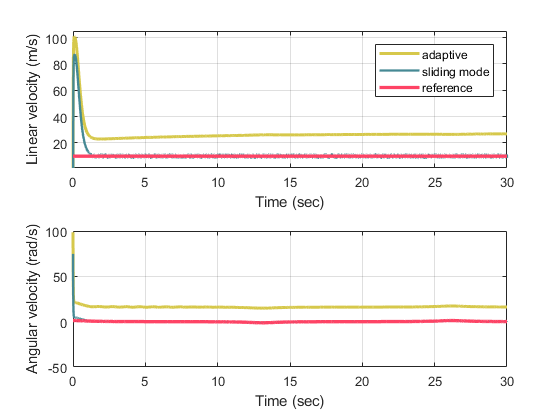 100
80
60
40
20
Linear velocity (m/s)
adaptive
sliding mode
reference
0 5 10 15 20 25 30
Time (sec)
100
50
0
-50
Angular velocity (rad/s)
0 5 10 15 20 25 30
Time (sec)